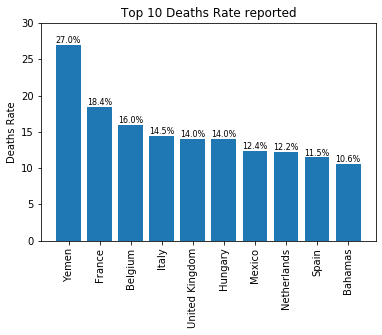 Top 10 Deaths Rate reported
Deaths Rate
30
25
20
15
10
5
0
27.0%
18.4%
16.0%
14.5%
14.0%
14.0%
12.4%
12.2%
11.5%
10.6%
Yemen
France
Belgium
Italy
United Kingdom
Hungary
Mexico
Netherlands
Spain
Bahamas